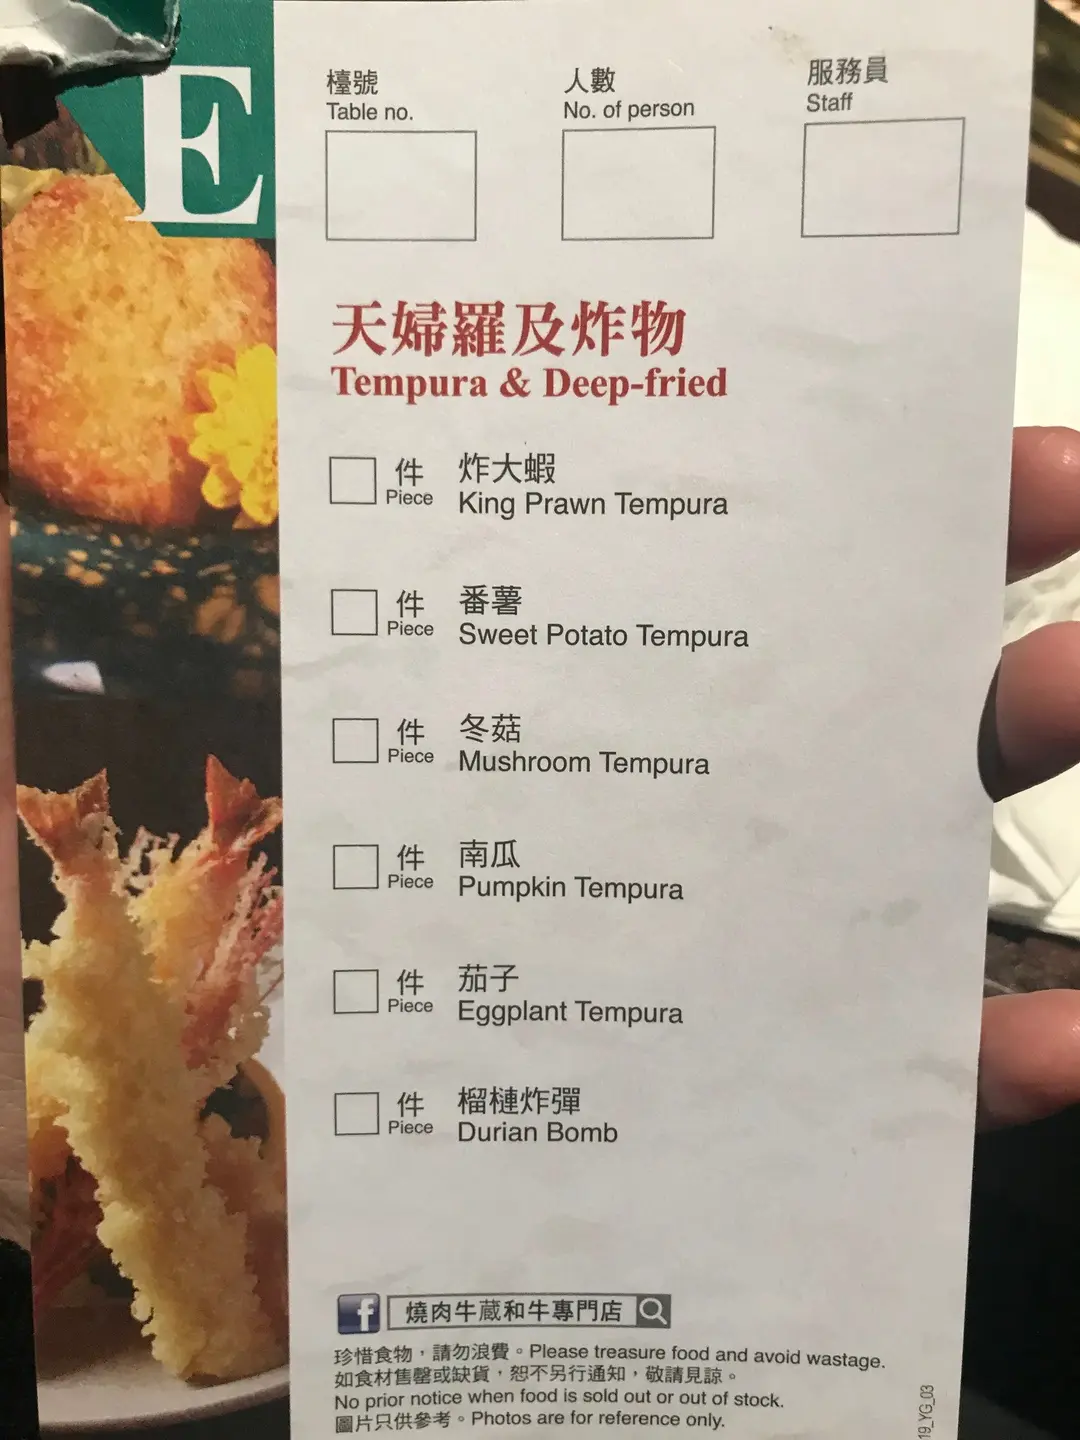 E
檯號
Table no.
人數
No. of person
服務員
Staff
天婦羅及炸物
Tempura & Deep-fried
件 炸大蝦
Piece King Prawn Tempura
件 番薯
Piece Sweet Potato Tempura
件 冬菇
Piece Mushroom Tempura
件 南瓜
Piece Pumpkin Tempura
件 茄子
Piece Eggplant Tempura
件 榴槤炸彈
Piece Durian Bomb
f 燒肉牛蔵和牛專門店
珍惜食物，請勿浪費。Please treasure food and avoid wastage.
如食材售罄或缺貨，恕不另行通知，敬請見諒。
No prior notice when food is sold out or out of stock.
圖片只供參考。Photos are for reference only.
19_YG_03